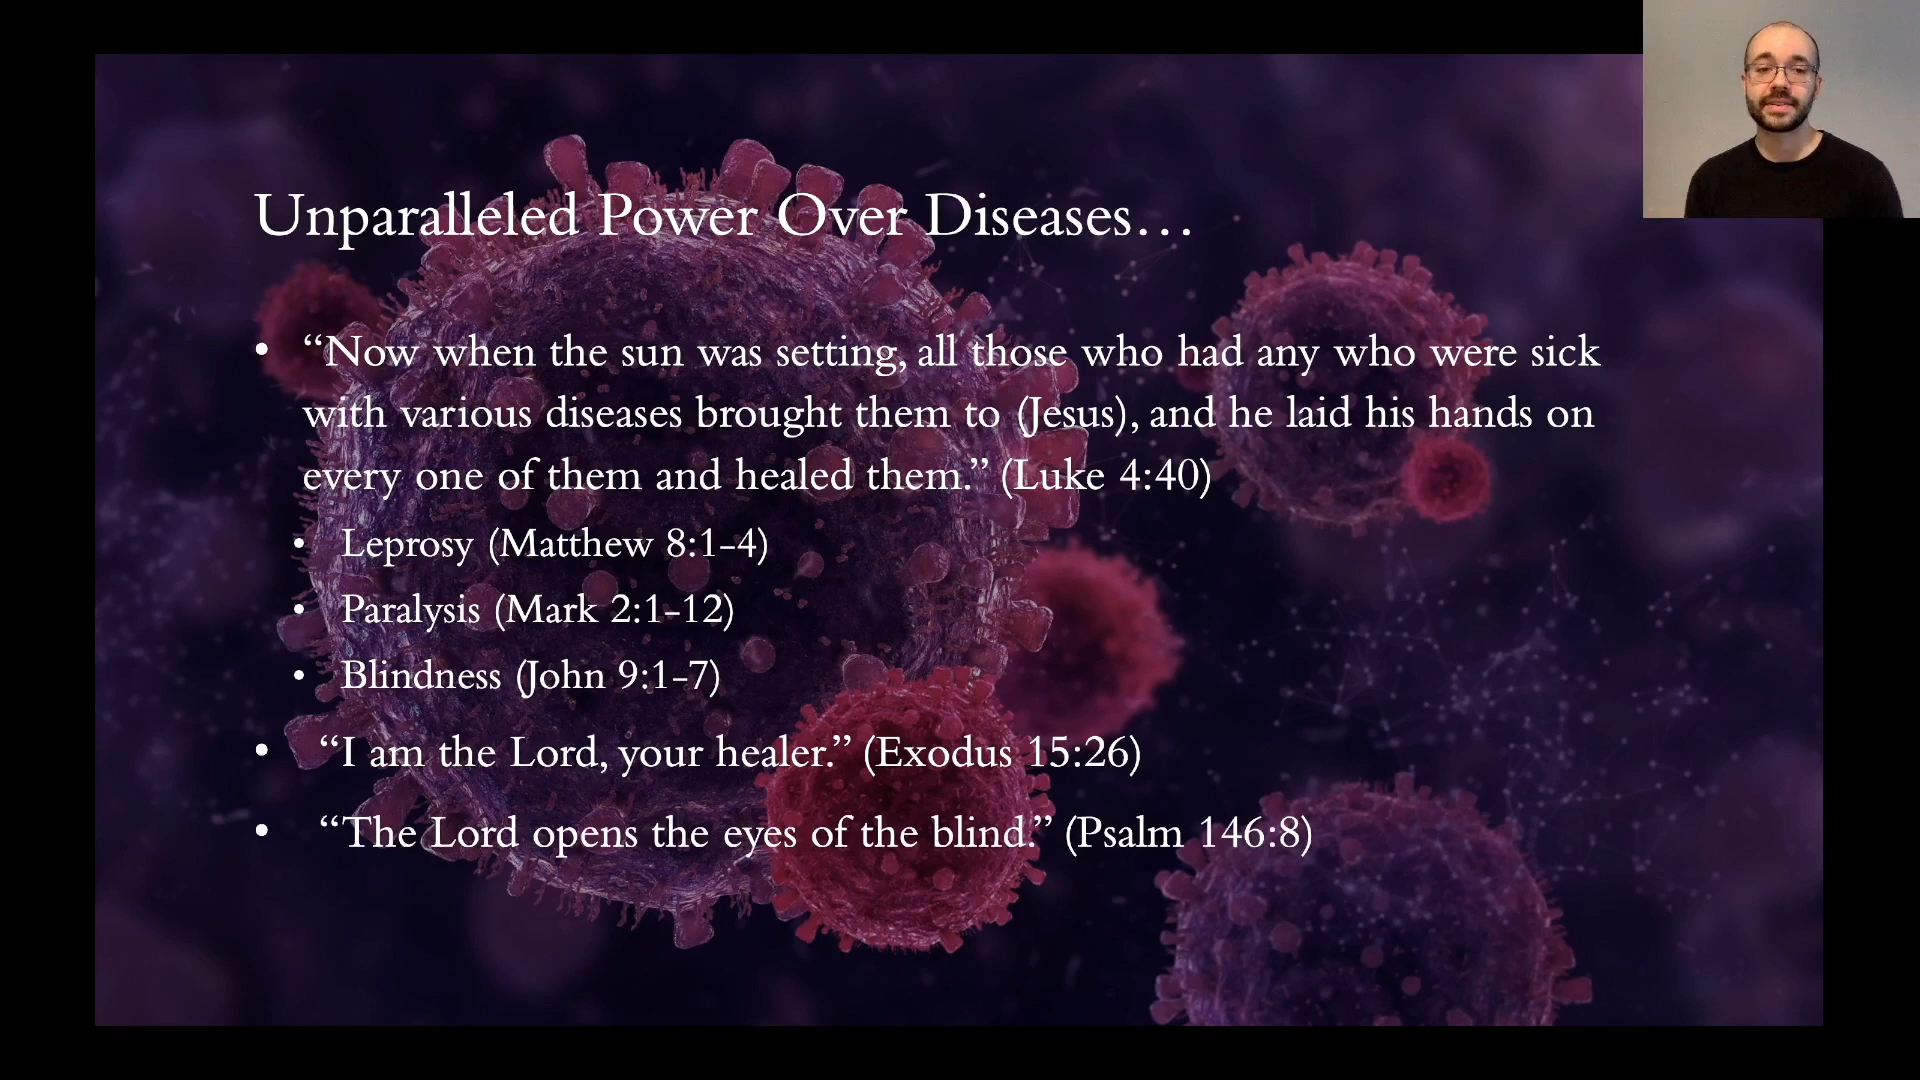 Unparalleled Power Over Diseases…
• “Now when the sun was setting, all those who had any who were sick
with various diseases brought them to (Jesus), and he laid his hands on
every one of them and healed them.” (Luke 4:40)
• Leprosy (Matthew 8:1-4)
• Paralysis (Mark 2:1-12)
• Blindness (John 9:1-7)
• “I am the Lord, your healer.” (Exodus 15:26)
• “The Lord opens the eyes of the blind.” (Psalm 146:8)